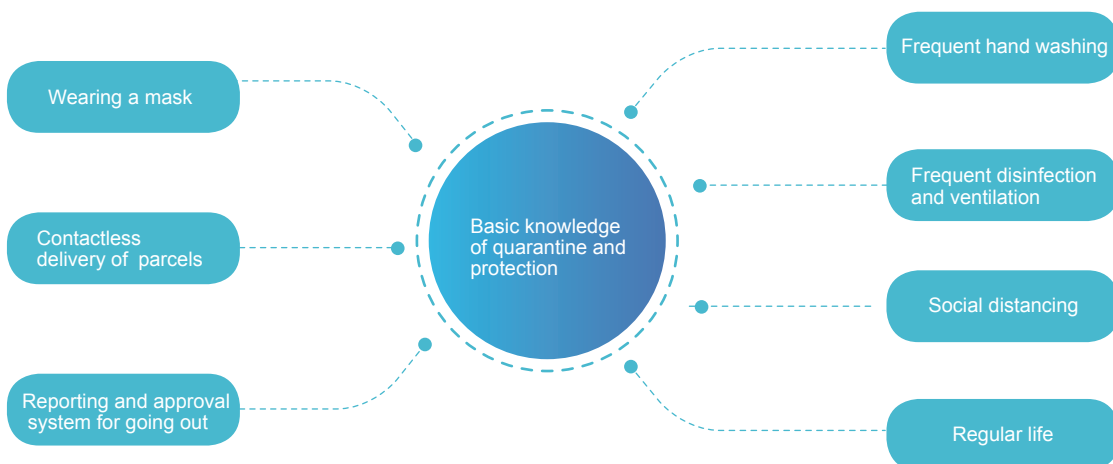 Wearing a mask
Contactless
delivery of parcels
Reporting and approval
system for going out
Basic knowledge
of quarantine and
protection
Frequent hand washing
Frequent disinfection
and ventilation
Social distancing
Regular life